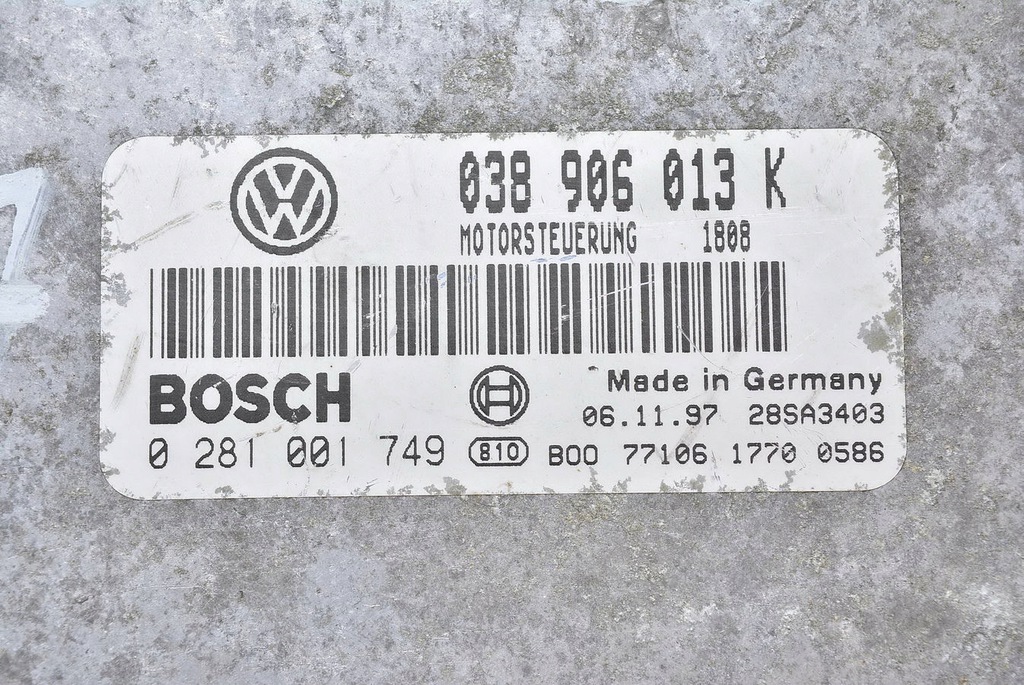 038 906 013 K
MOTORSTEUERUNG 1808
BOSCH
Made in Germany
06.11.97 28SA3403
0 281 001 749 810 B00 77106 1770 0586